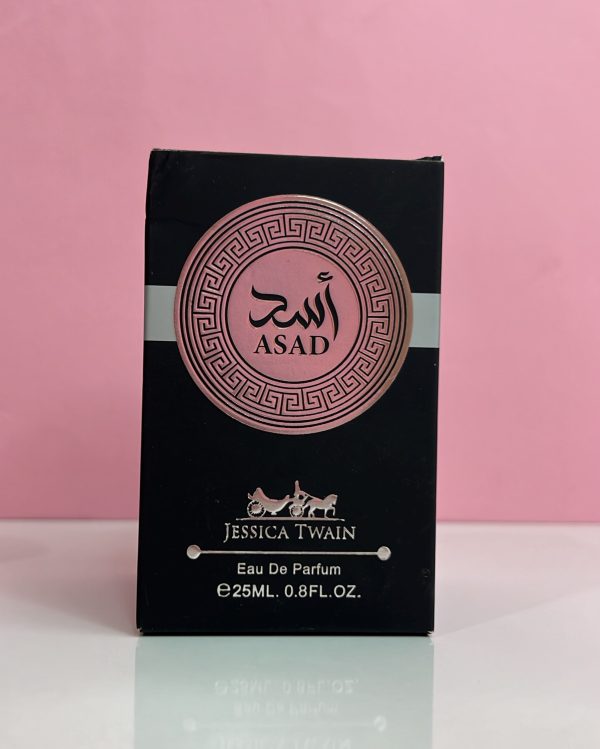 أسد
ASAD
JESSICA TWAIN
Eau De Parfum
℮25ML. 0.8FL.OZ.